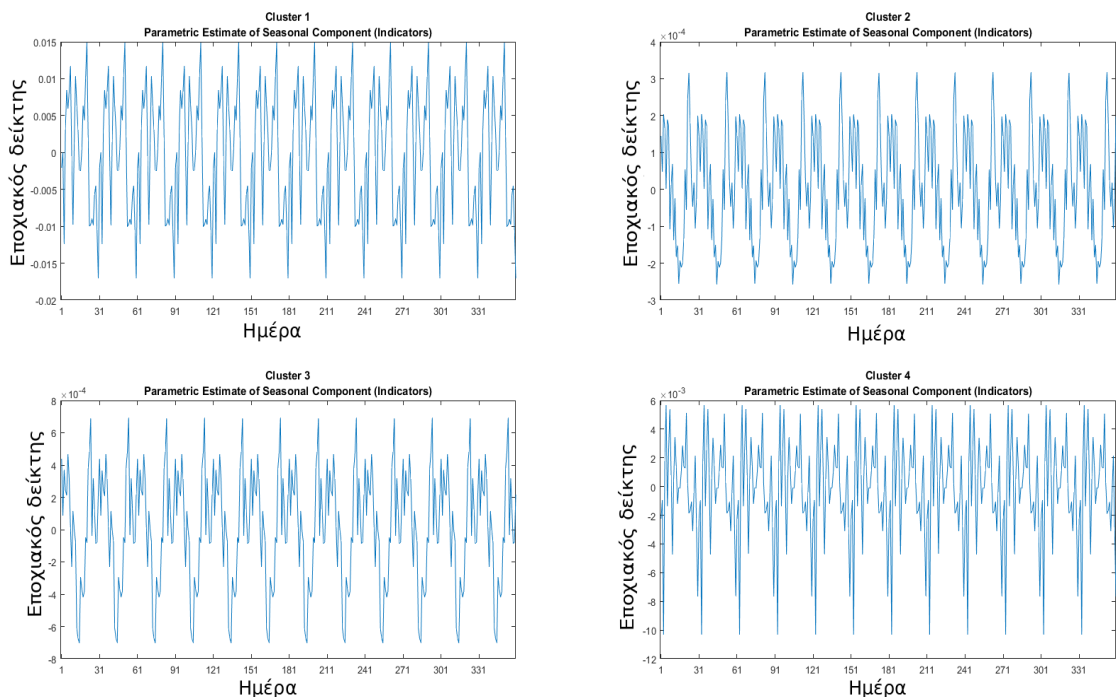 Cluster 1
Parametric Estimate of Seasonal Component (Indicators)
0.015
0.01
0.005
0
-0.005
-0.01
-0.015
-0.02
Εποχιακός δείκτης
1 31 61 91 121 151 181 211 241 271 301 331
Ημέρα
Cluster 2
Parametric Estimate of Seasonal Component (Indicators)
×10⁻⁴
4
3
2
1
0
-1
-2
-3
Εποχιακός δείκτης
1 31 61 91 121 151 181 211 241 271 301 331
Ημέρα
Cluster 3
Parametric Estimate of Seasonal Component (Indicators)
×10⁻⁴
8
6
4
2
0
-2
-4
-6
-8
Εποχιακός δείκτης
1 31 61 91 121 151 181 211 241 271 301 331
Ημέρα
Cluster 4
Parametric Estimate of Seasonal Component (Indicators)
×10⁻³
6
4
2
0
-2
-4
-6
-8
-10
-12
Εποχιακός δείκτης
1 31 61 91 121 151 181 211 241 271 301 331
Ημέρα